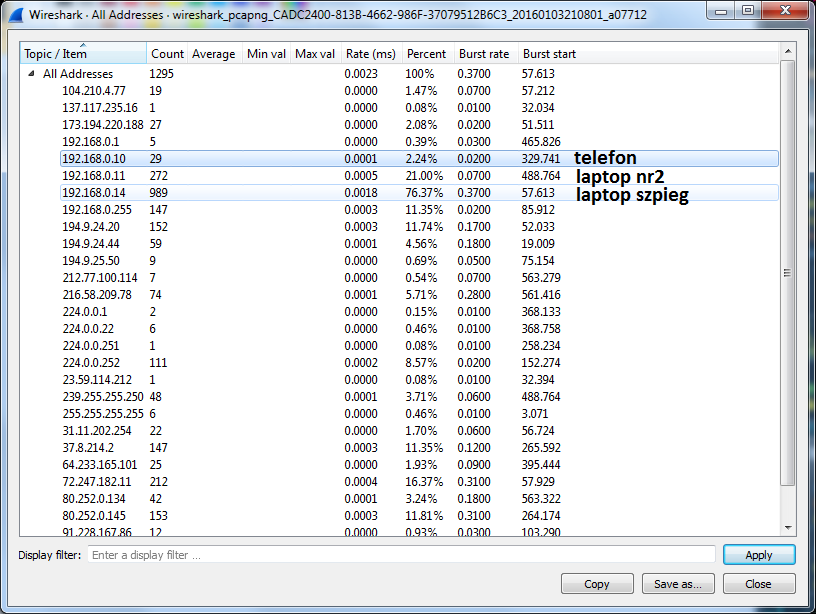 Wireshark · All Addresses · wireshark_pcapng_CADC2400-813B-4662-986F-37079512B6C3_20160103210801_a07712
Topic / Item Count Average Min val Max val Rate (ms) Percent Burst rate Burst start
All Addresses 1295 0.0023 100% 0.3700 57.613
104.210.4.77 19 0.0000 1.47% 0.0700 57.212
137.117.235.16 1 0.0000 0.08% 0.0100 32.034
173.194.220.188 27 0.0000 2.08% 0.0200 51.511
192.168.0.1 5 0.0000 0.39% 0.0300 465.826
192.168.0.10 29 0.0001 2.24% 0.0200 329.741 telefon
192.168.0.11 272 0.0005 21.00% 0.0700 488.764 laptop nr2
192.168.0.14 989 0.0018 76.37% 0.3700 57.613 laptop szpieg
192.168.0.255 147 0.0003 11.35% 0.0200 85.912
194.9.24.20 152 0.0003 11.74% 0.1700 52.033
194.9.24.44 59 0.0001 4.56% 0.1800 19.009
194.9.25.50 9 0.0000 0.69% 0.0500 75.154
212.77.100.114 7 0.0000 0.54% 0.0700 563.279
216.58.209.78 74 0.0001 5.71% 0.2800 561.416
224.0.0.1 2 0.0000 0.15% 0.0100 368.133
224.0.0.22 6 0.0000 0.46% 0.0100 368.758
224.0.0.251 1 0.0000 0.08% 0.0100 258.234
224.0.0.252 111 0.0002 8.57% 0.0200 152.274
23.59.114.212 1 0.0000 0.08% 0.0100 32.394
239.255.255.250 48 0.0001 3.71% 0.0600 488.764
255.255.255.255 6 0.0000 0.46% 0.0100 3.071
31.11.202.254 22 0.0000 1.70% 0.0600 56.724
37.8.214.2 147 0.0003 11.35% 0.1200 265.592
64.233.165.101 25 0.0000 1.93% 0.0900 395.444
72.247.182.11 212 0.0004 16.37% 0.3100 57.929
80.252.0.134 42 0.0001 3.24% 0.1800 563.322
80.252.0.145 153 0.0003 11.81% 0.3100 264.174
91.228.167.86 12 0.0000 0.93% 0.0300 103.290
Display filter: Enter a display filter ... Apply
Copy Save as... Close